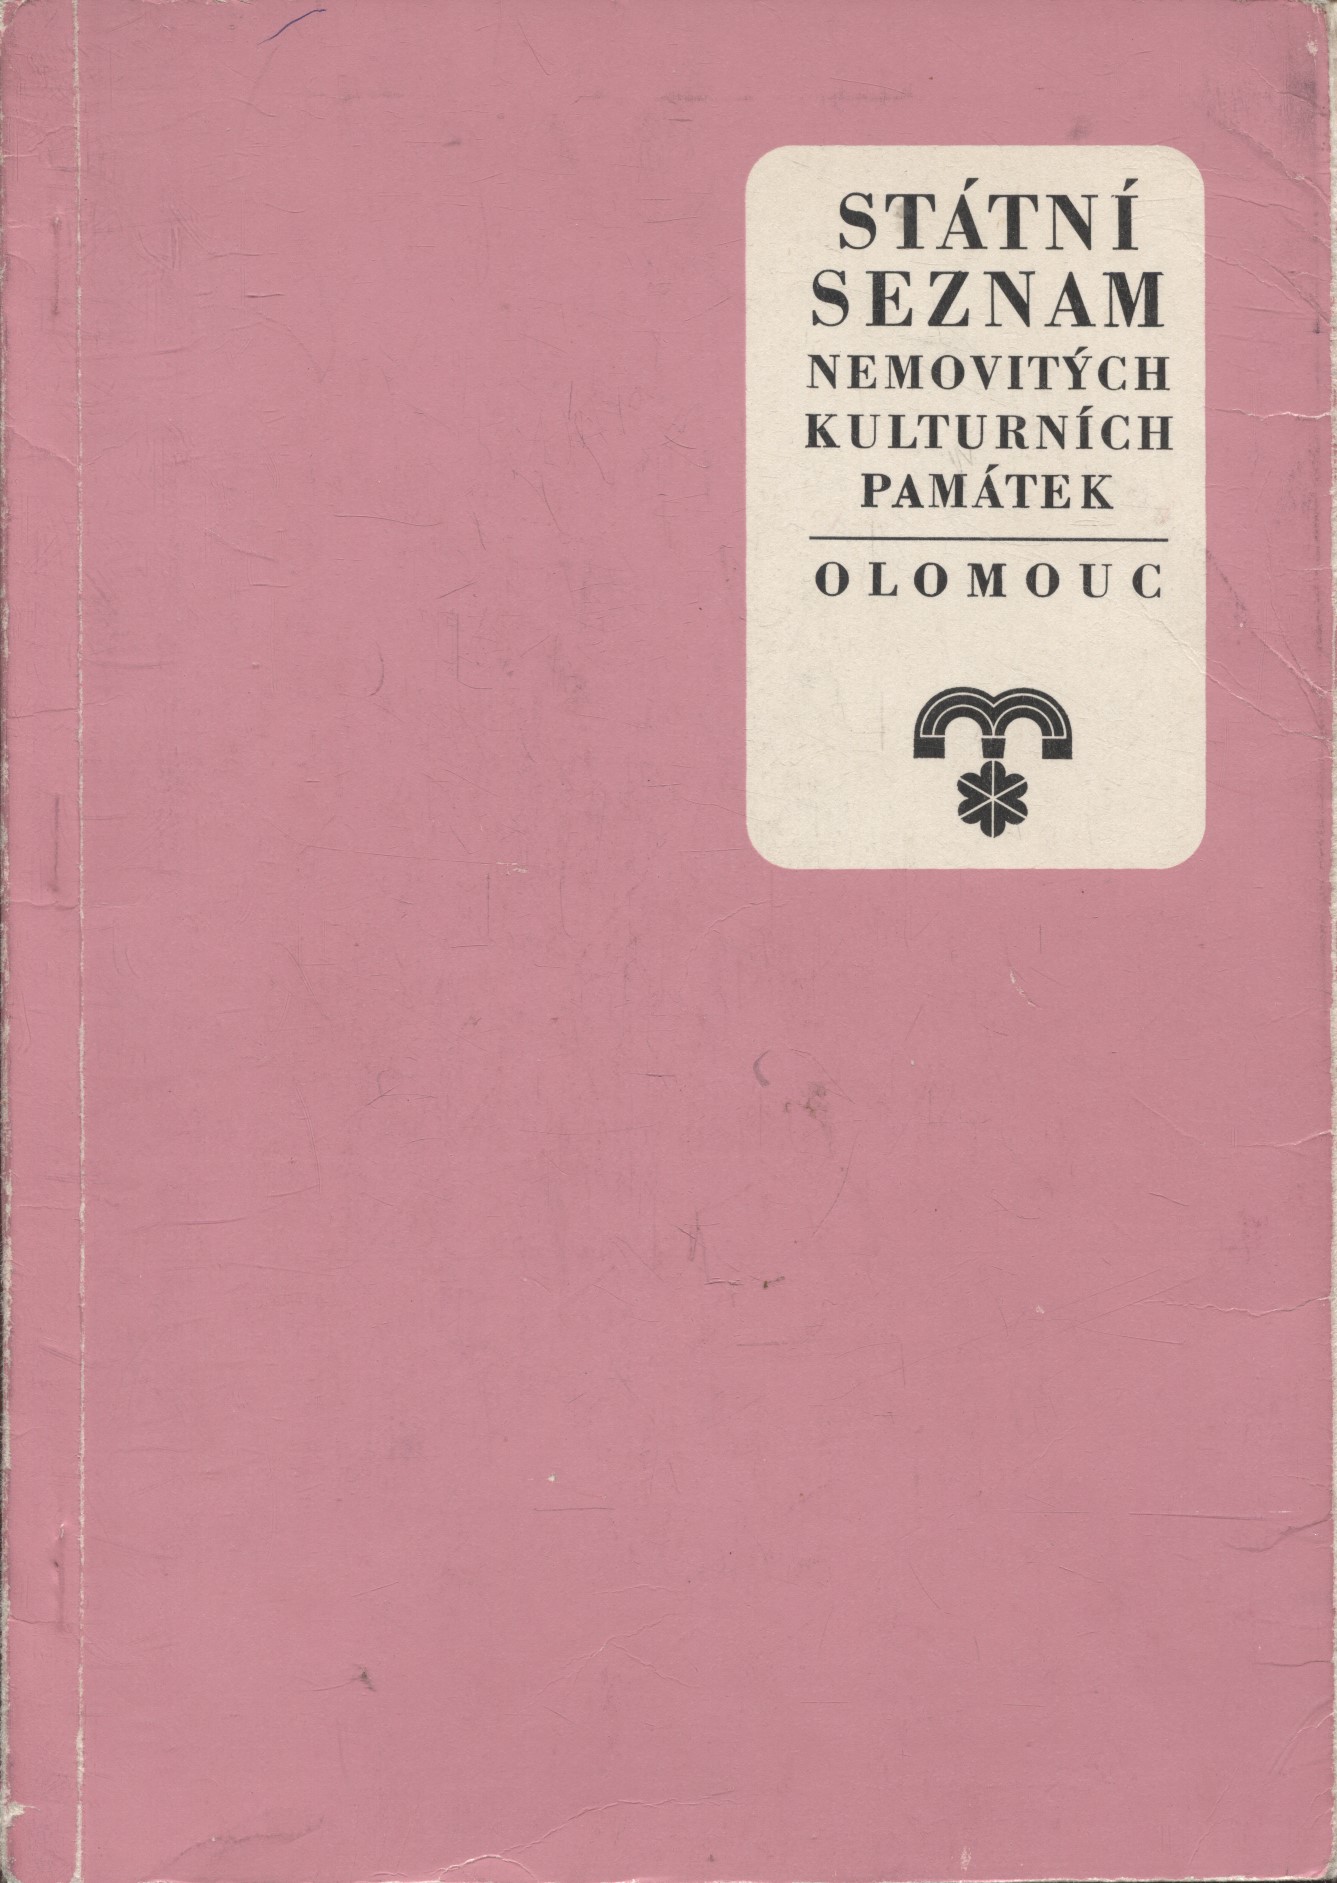 STÁTNÍ
SEZNAM
NEMOVITÝCH
KULTURNÍCH
PAMÁTEK
OLOMOUC